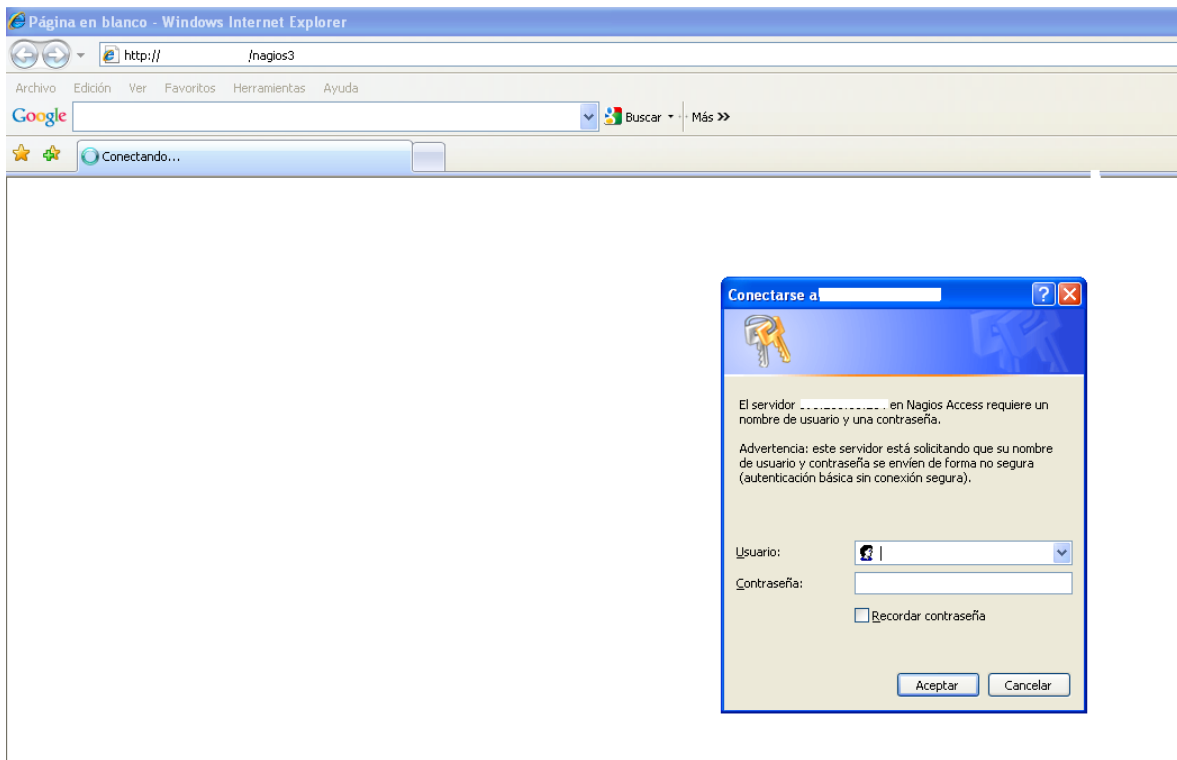 Página en blanco - Windows Internet Explorer
http:// /nagios3
Archivo Edición Ver Favoritos Herramientas Ayuda
Google Buscar Más >>
Conectando...
Conectarse a
El servidor en Nagios Access requiere un
nombre de usuario y una contraseña.
Advertencia: este servidor está solicitando que su nombre
de usuario y contraseña se envíen de forma no segura
(autenticación básica sin conexión segura).
Usuario:
Contraseña:
Recordar contraseña
Aceptar Cancelar